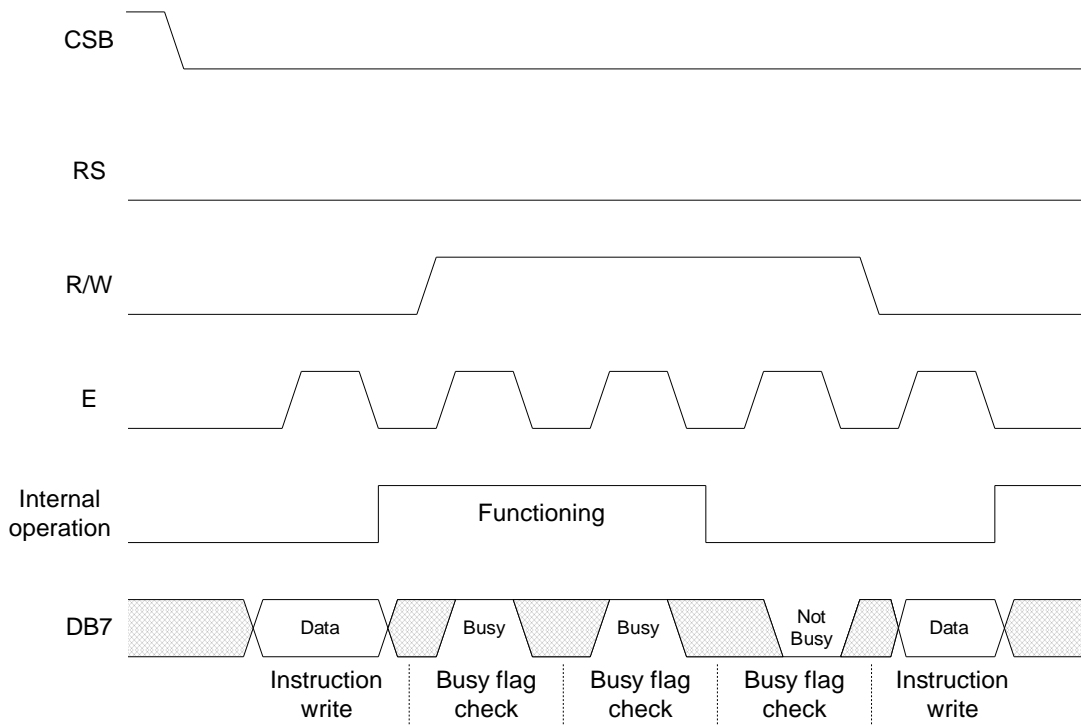 CSB
RS
R/W
E
Internal
operation
Functioning
DB7
Data
Busy
Busy
Not
Busy
Data
Instruction
write
Busy flag
check
Busy flag
check
Busy flag
check
Instruction
write